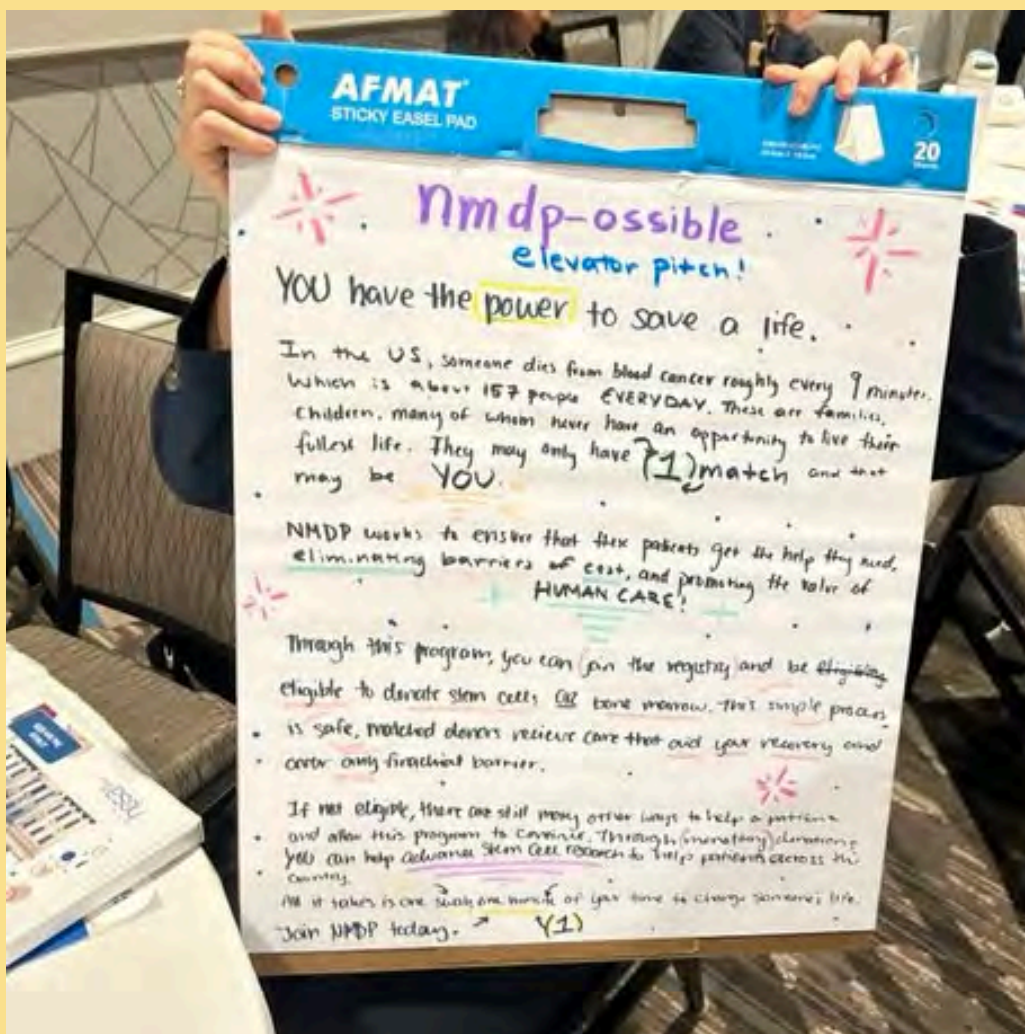 AFMAT
STICKY EASEL PAD
20
nmdp-ossible
elevator pitch!
YOU have the power to save a life.
In the US, someone dies from blood cancer roughly every 9 minutes.
Which is about 157 people EVERYDAY. These are families,
children, many of whom never have an opportunity to live their
fullest life. They may only have (1) match and that
may be YOU.
NMDP works to ensure that these patients get the help they need,
eliminating barriers of cost, and promoting the value of
HUMAN CARE!
Through this program, you can join the registry and be
eligible to donate stem cells OR bone marrow. This simple process
is safe, matched donors recieve care that aid your recovery and
cover any financial barrier.
If not eligible, there are still many other ways to help a patient
and allow this program to continue. Through (monetary) donations
you can help advance stem cell research to help patients across the
country.
All it takes is one swab, one minute of your time to change someone's life.
Join NMDP today. (1)